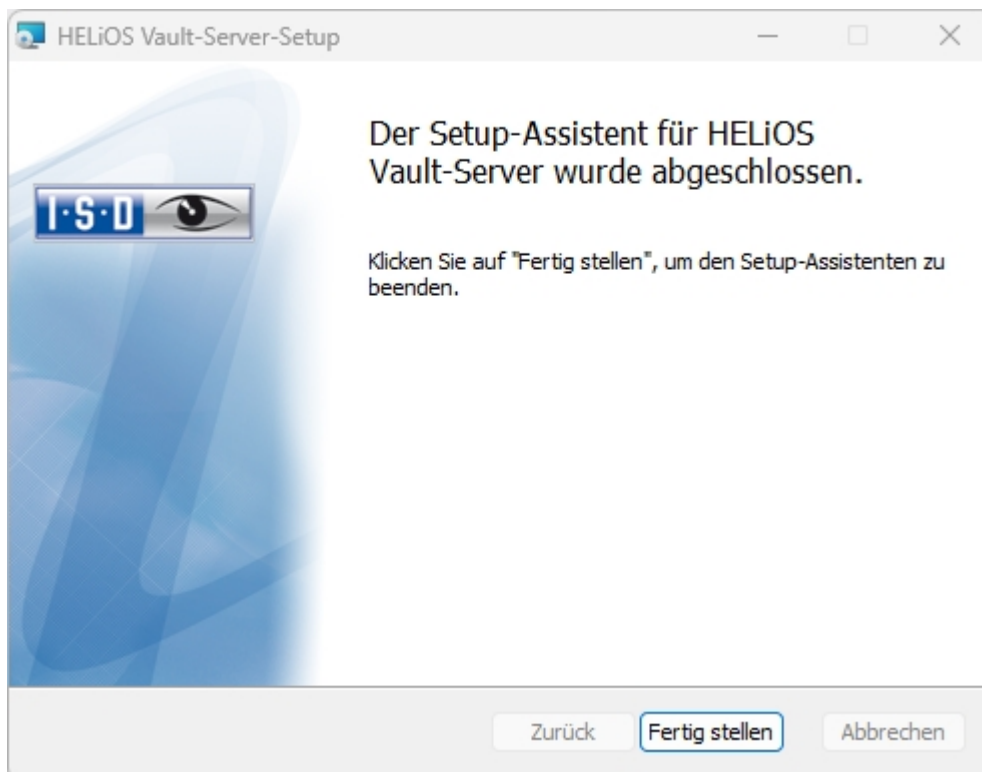 HELiOS Vault-Server-Setup
Der Setup-Assistent für HELiOS
Vault-Server wurde abgeschlossen.
I·S·D
Klicken Sie auf "Fertig stellen", um den Setup-Assistenten zu
beenden.
Zurück Fertig stellen Abbrechen